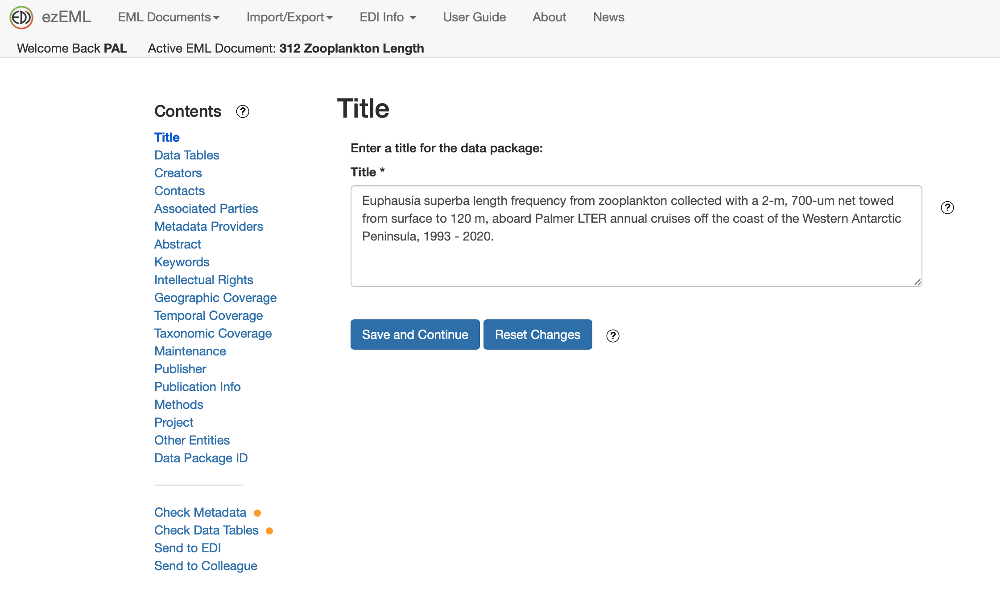 EDI ezEML EML Documents Import/Export EDI Info User Guide About News
Welcome Back PAL Active EML Document: 312 Zooplankton Length
Contents ?
Title
Data Tables
Creators
Contacts
Associated Parties
Metadata Providers
Abstract
Keywords
Intellectual Rights
Geographic Coverage
Temporal Coverage
Taxonomic Coverage
Maintenance
Publisher
Publication Info
Methods
Project
Other Entities
Data Package ID
Check Metadata
Check Data Tables
Send to EDI
Send to Colleague
Title
Enter a title for the data package:
Title *
Euphausia superba length frequency from zooplankton collected with a 2-m, 700-um net towed
from surface to 120 m, aboard Palmer LTER annual cruises off the coast of the Western Antarctic
Peninsula, 1993 - 2020.
?
Save and Continue Reset Changes ?